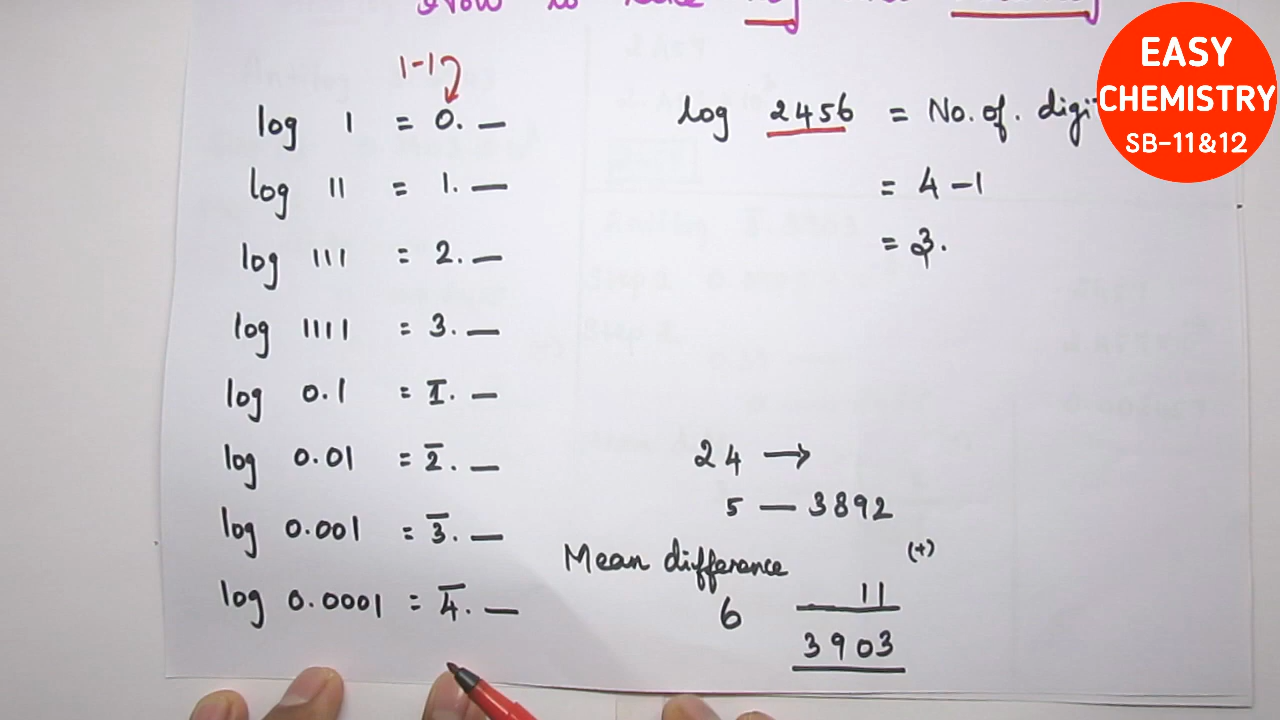 log
1-1
log 1 = 0. —
log 11 = 1. —
log 111 = 2. —
log 1111 = 3. —
log 0.1 = 1̅. —
log 0.01 = 2̅. —
log 0.001 = 3̅. —
log 0.0001 = 4̅. —
log 2456 = No. of. digi
= 4 - 1
= 3.
24 →
5 — 3892
Mean difference (+)
6 11
3903
EASY
CHEMISTRY
SB-11&12